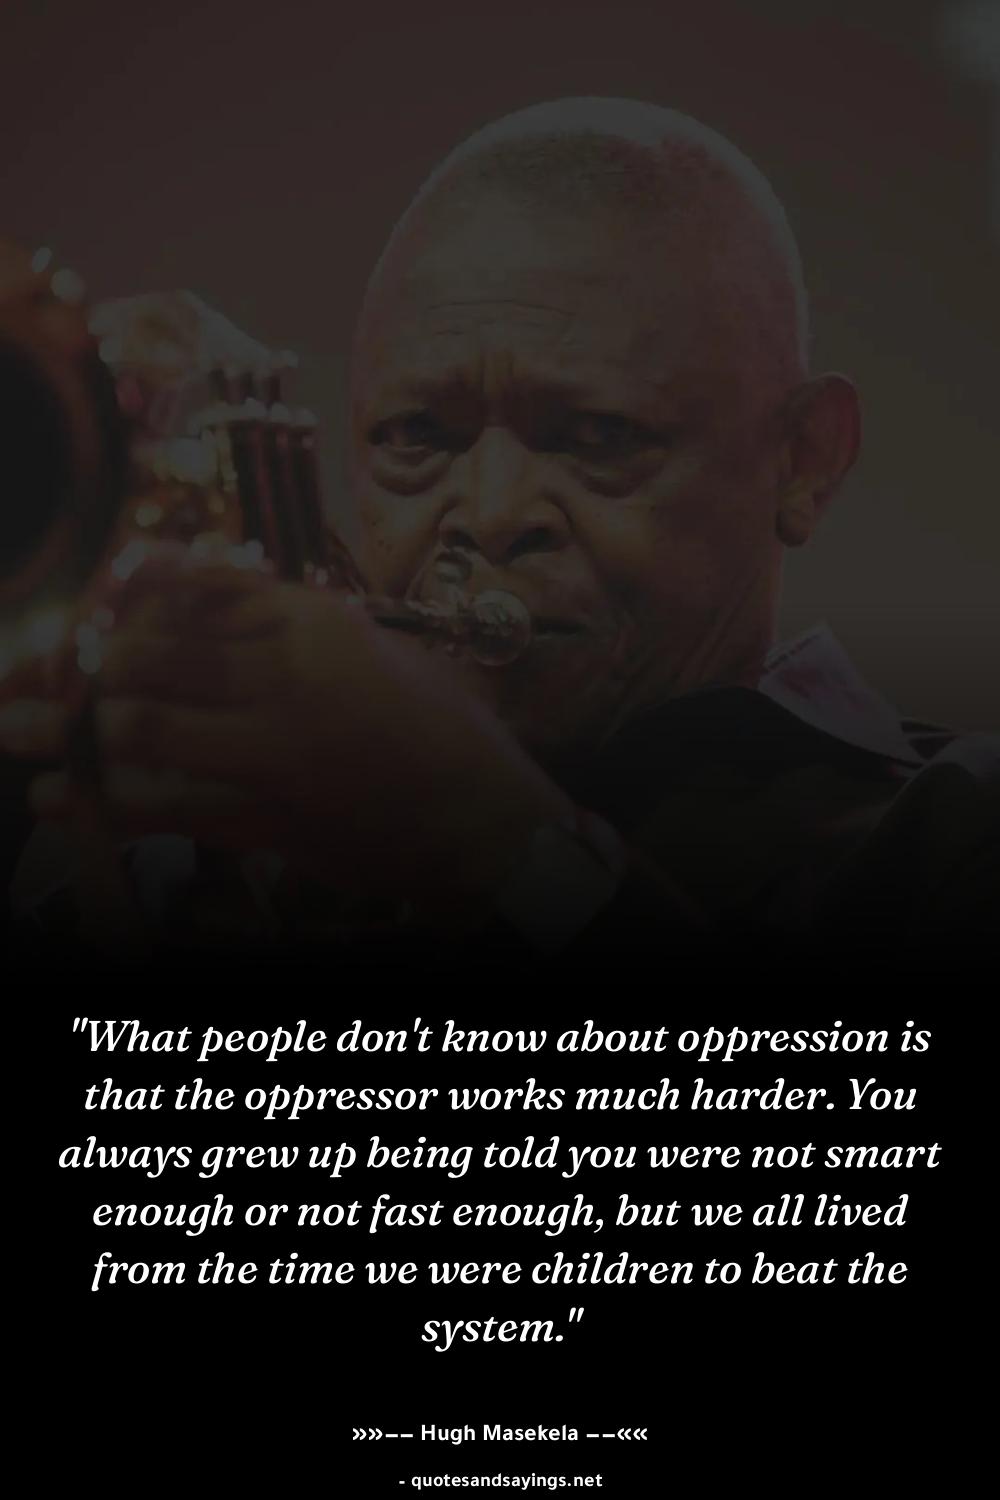 "What people don't know about oppression is
that the oppressor works much harder. You
always grew up being told you were not smart
enough or not fast enough, but we all lived
from the time we were children to beat the
system."
»»−− Hugh Masekela −−««
- quotesandsayings.net